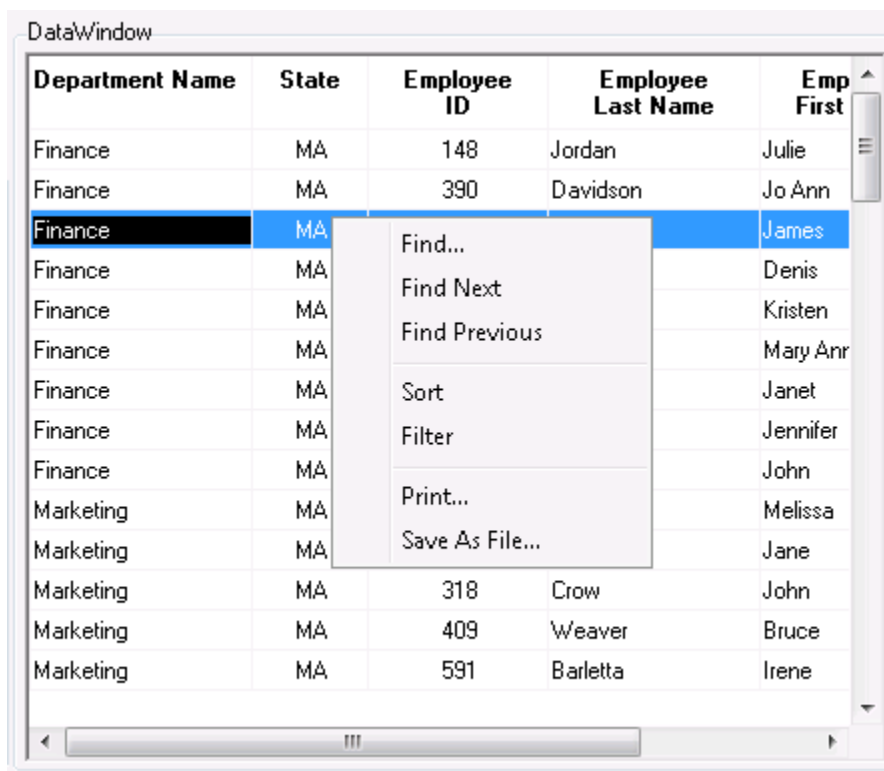 DataWindow
Department Name State Employee ID Employee Last Name Emp First
Finance MA 148 Jordan Julie
Finance MA 390 Davidson Jo Ann
Finance MA James
Finance MA Denis
Finance MA Kristen
Finance MA Mary Anr
Finance MA Janet
Finance MA Jennifer
Finance MA John
Marketing MA Melissa
Marketing MA Jane
Marketing MA 318 Crow John
Marketing MA 409 Weaver Bruce
Marketing MA 591 Barletta Irene
Find...
Find Next
Find Previous
Sort
Filter
Print...
Save As File...